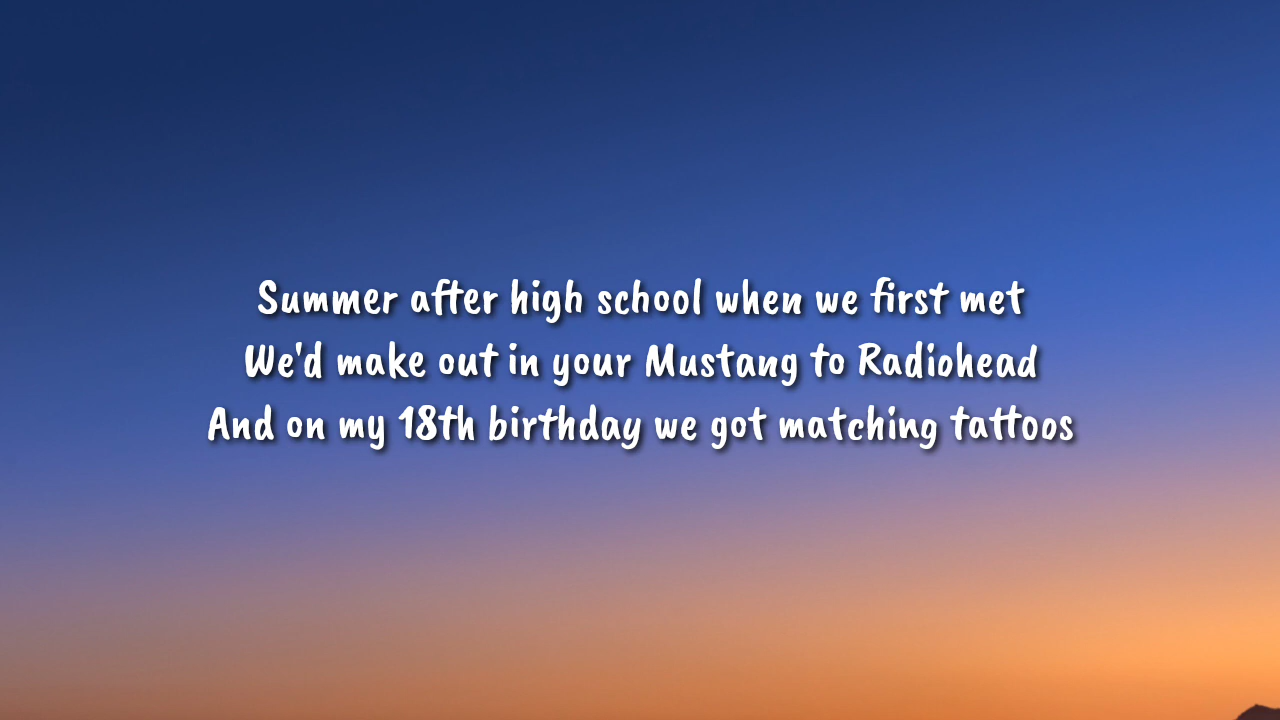 Summer after high school when we first met
We'd make out in your Mustang to Radiohead
And on my 18th birthday we got matching tattoos